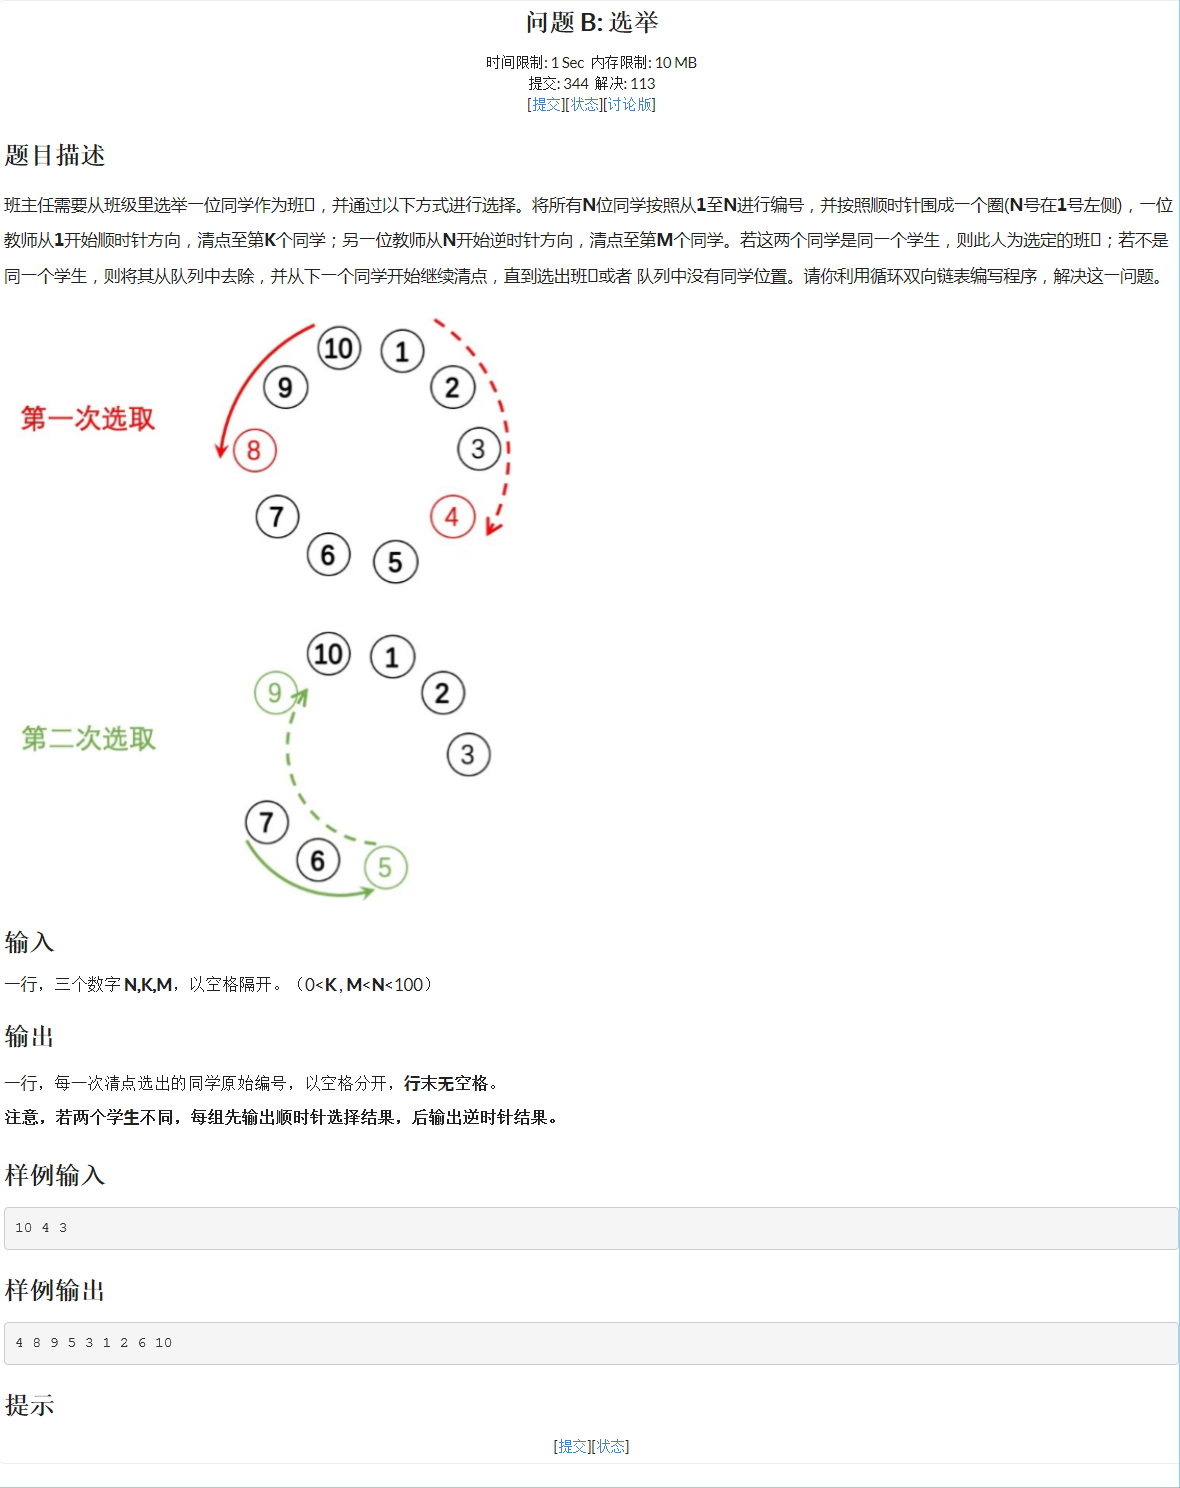 问题 B: 选举
时间限制: 1 Sec 内存限制: 10 MB
提交: 344 解决: 113
[提交][状态][讨论版]
题目描述
班主任需要从班级里选举一位同学作为班▯，并通过以下方式进行选择。将所有N位同学按照从1至N进行编号，并按照顺时针围成一个圈(N号在1号左侧)，一位
教师从1开始顺时针方向，清点至第K个同学；另一位教师从N开始逆时针方向，清点至第M个同学。若这两个同学是同一个学生，则此人为选定的班▯；若不是
同一个学生，则将其从队列中去除，并从下一个同学开始继续清点，直到选出班▯或者 队列中没有同学位置。请你利用循环双向链表编写程序，解决这一问题。
10 1
9 2
第一次选取
8 3
7 4
6 5
10 1
9 2
第二次选取
3
7
6 5
输入
一行，三个数字 N,K,M，以空格隔开。（0<K , M<N<100）
输出
一行，每一次清点选出的同学原始编号，以空格分开，行末无空格。
注意，若两个学生不同，每组先输出顺时针选择结果，后输出逆时针结果。
样例输入
10 4 3
样例输出
4 8 9 5 3 1 2 6 10
提示
[提交][状态]